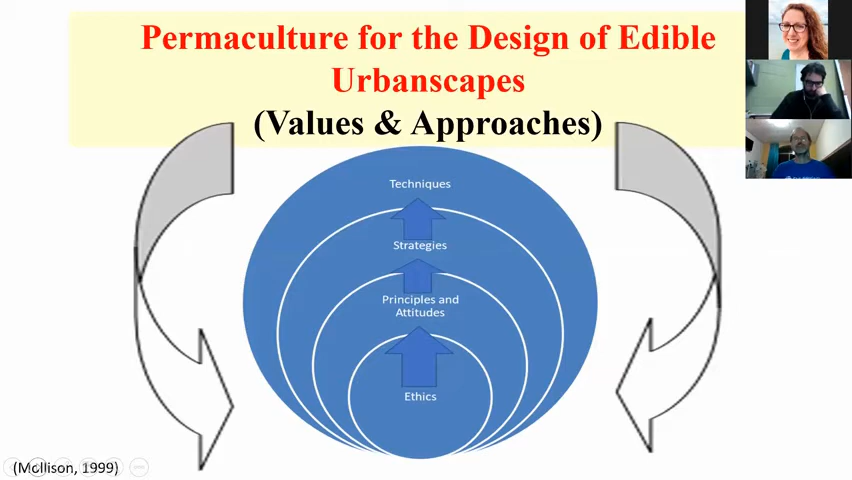 Permaculture for the Design of Edible
Urbanscapes
(Values & Approaches)
Techniques
Strategies
Principles and
Attitudes
Ethics
(Mollison, 1999)